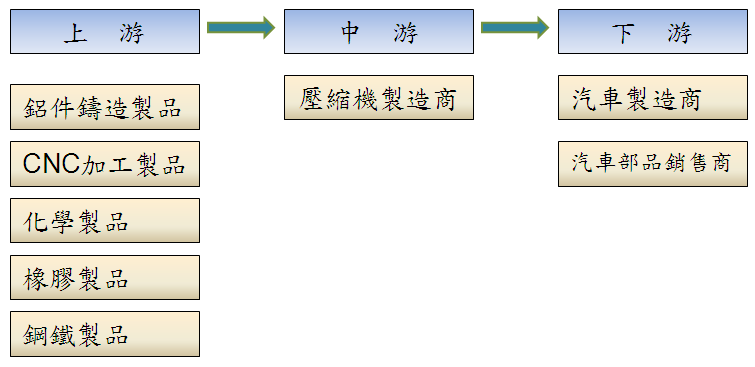 上 游
中 游
下 游
鋁件鑄造製品
CNC加工製品
化學製品
橡膠製品
鋼鐵製品
壓縮機製造商
汽車製造商
汽車部品銷售商